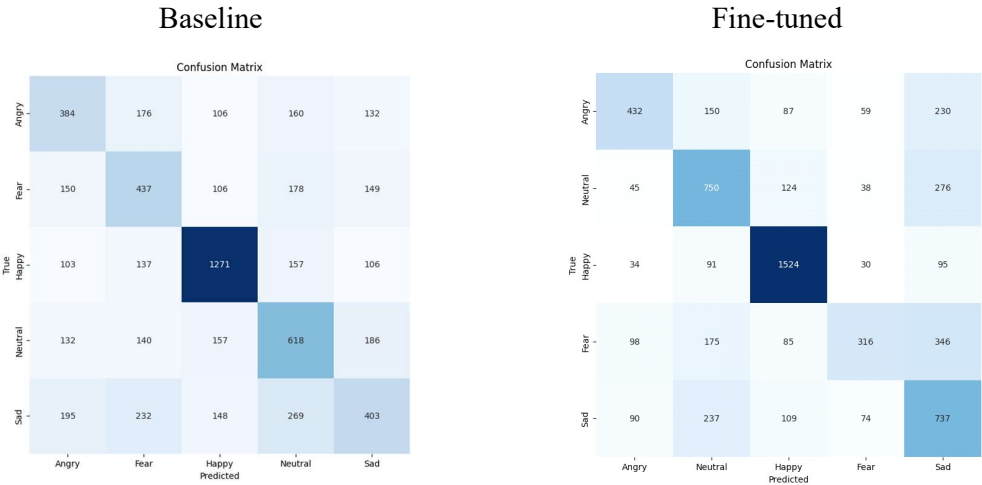 Baseline
Confusion Matrix
Angry 384 176 106 160 132
Fear 150 437 106 178 149
True
Happy 103 137 1271 157 106
Neutral 132 140 157 618 186
Sad 195 232 148 269 403
Angry Fear Happy Neutral Sad
Predicted
Fine-tuned
Confusion Matrix
Angry 432 150 87 59 230
Neutral 45 750 124 38 276
True
Happy 34 91 1524 30 95
Fear 98 175 85 316 346
Sad 90 237 109 74 737
Angry Neutral Happy Fear Sad
Predicted